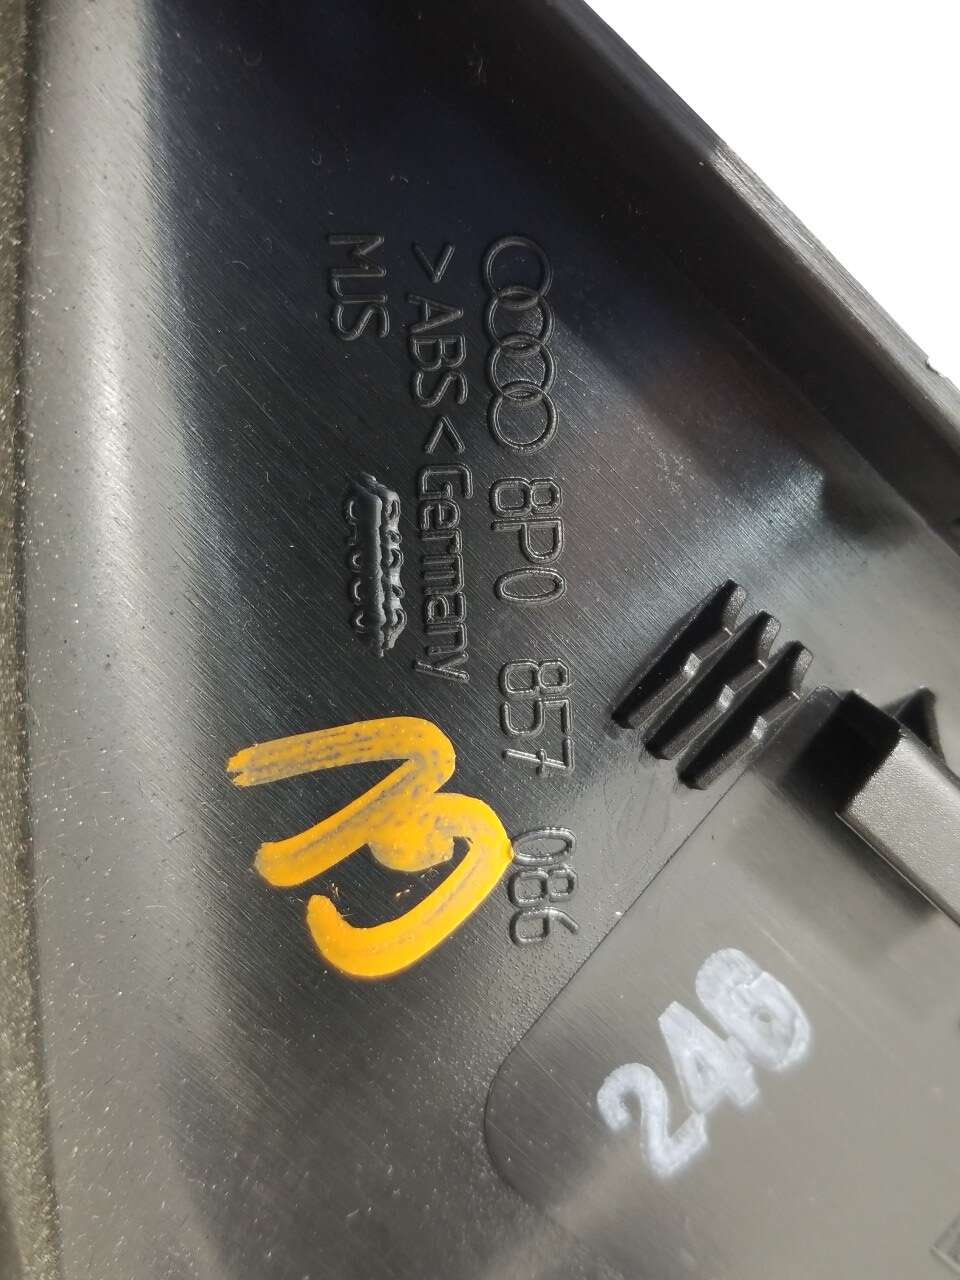 8P0 857 086
>ABS< Germany
MJS
246